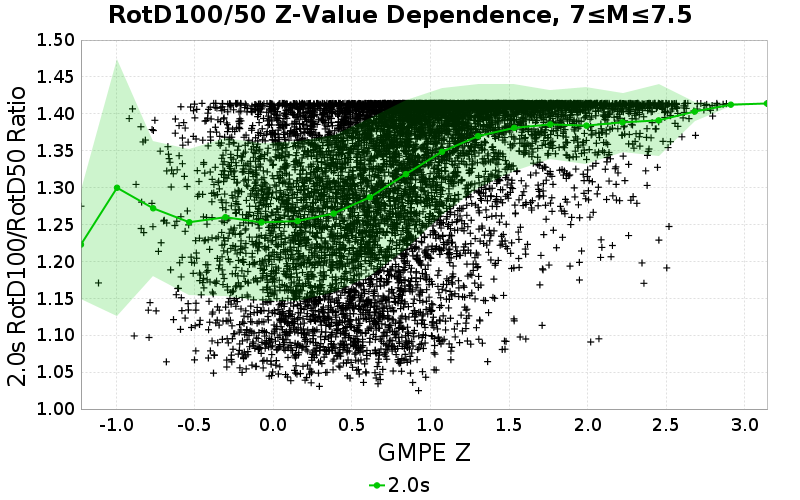 RotD100/50 Z-Value Dependence, 7≤M≤7.5
2.0s RotD100/RotD50 Ratio
1.50
1.45
1.40
1.35
1.30
1.25
1.20
1.15
1.10
1.05
1.00
-1.0 -0.5 0.0 0.5 1.0 1.5 2.0 2.5 3.0
GMPE Z
2.0s